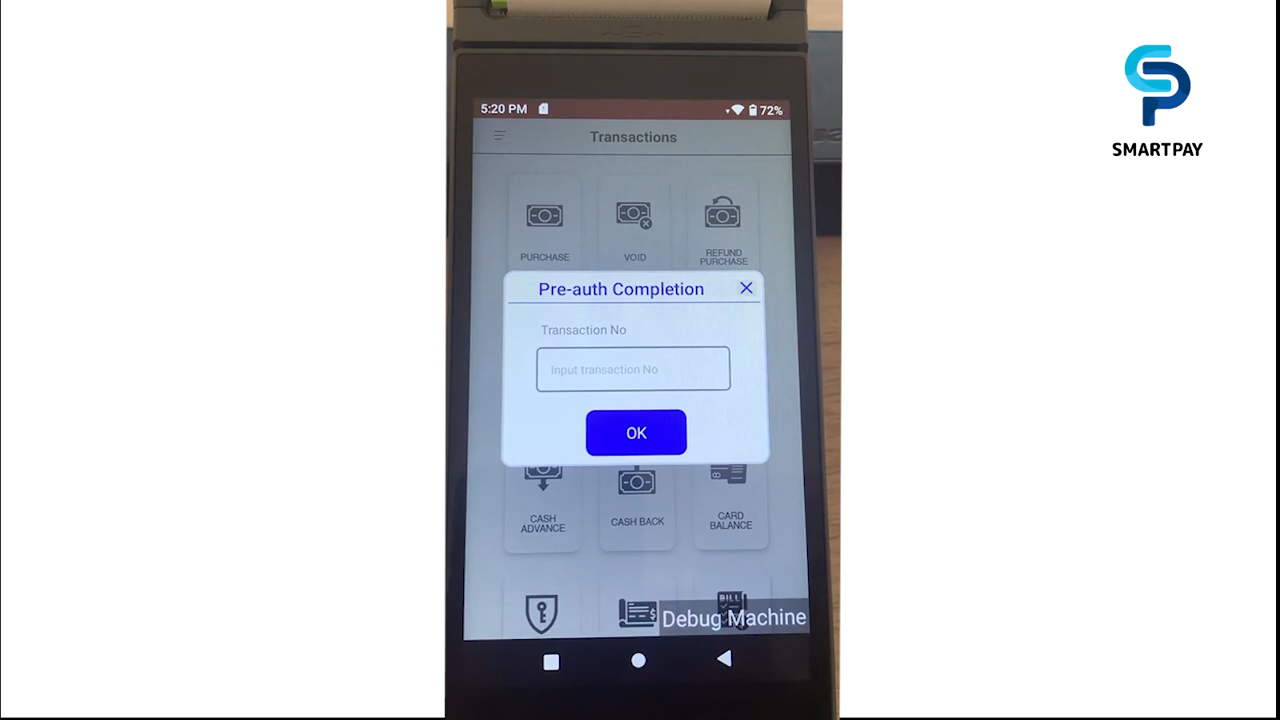 5:20 PM
72%
Transactions
PURCHASE
VOID
REFUND
PURCHASE
Pre-auth Completion
Transaction No
Input transaction No
OK
CASH
ADVANCE
CASH BACK
CARD
BALANCE
BILL
Debug Machine
SMARTPAY